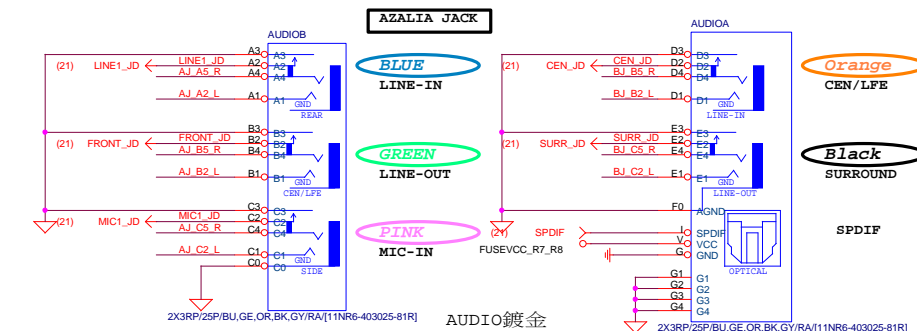 AZALIA JACK
AUDIOB
A3 A3
(21) LINE1_JD LINE1_JD A2 A2
AJ_A5_R A4 A4
AJ_A2_L A1 A1
GND
REAR
BLUE
LINE-IN
B3 B3
(21) FRONT_JD FRONT_JD B2 B2
AJ_B5_R B4 B4
AJ_B2_L B1 B1
GND
CEN/LFE
GREEN
LINE-OUT
C3 C3
(21) MIC1_JD MIC1_JD C2 C2
AJ_C5_R C4 C4
AJ_C2_L C1 C1
GND
C0 C0
SIDE
PINK
MIC-IN
2X3RP/25P/BU,GE,OR,BK,GY/RA/[11NR6-403025-81R]
AUDIO鍍金
AUDIOA
D3 D3
(21) CEN_JD CEN_JD D2 D2
BJ_B5_R D4 D4
BJ_B2_L D1 D1
GND
LINE-IN
Orange
CEN/LFE
E3 E3
(21) SURR_JD SURR_JD E2 E2
BJ_C5_R E4 E4
BJ_C2_L E1 E1
GND
LINE-OUT
Black
SURROUND
F0 AGND
(21) SPDIF I SPDIF
FUSEVCC_R7_R8 V VCC
G GND
OPTICAL
SPDIF
G1 G1
G2 G2
G3 G3
G4 G4
2X3RP/25P/BU,GE,OR,BK,GY/RA/[11NR6-403025-81R]